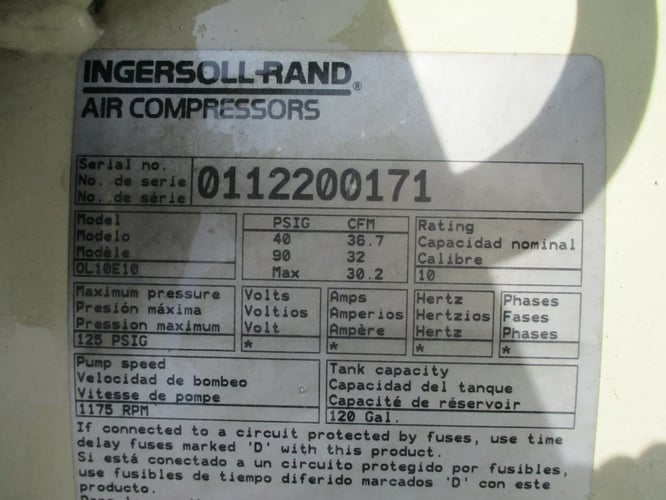 INGERSOLL-RAND®
AIR COMPRESSORS
Serial no.
No. de serie
No. de série
0112200171
Model
Modelo
Modèle
OL10E10
PSIG CFM
40 36.7
90 32
Max 30.2
Rating
Capacidad nominal
Calibre
10
Maximum pressure
Presión máxima
Pression maximum
125 PSIG
Volts
Voltios
Volt
*
Amps
Amperios
Ampère
*
Hertz
Hertzios
Hertz
*
Phases
Fases
Phases
*
Pump speed
Velocidad de bombeo
Vitesse de pompe
1175 RPM
Tank capacity
Capacidad del tanque
Capacité de réservoir
120 Gal.
If connected to a circuit protected by fuses, use time
delay fuses marked 'D' with this product.
Si está conectado a un circuito protegido por fusibles,
use fusibles de tiempo diferido marcados 'D' con este
producto.